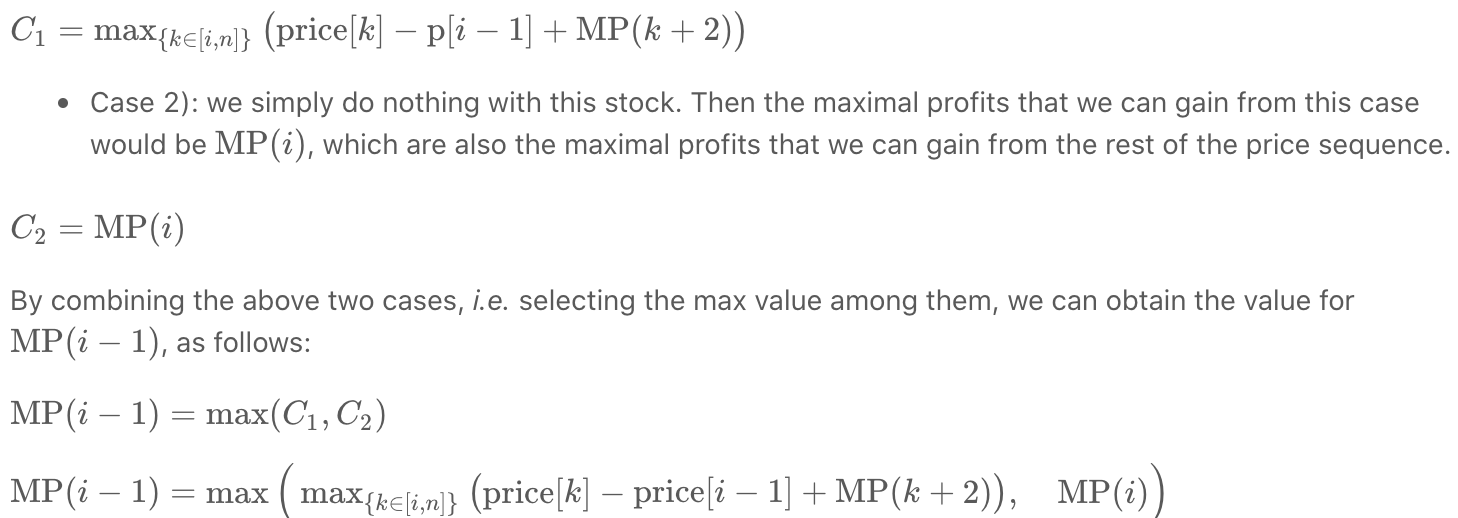 C₁ = max_{k∈[i,n]} (price[k] − p[i − 1] + MP(k + 2))
• Case 2): we simply do nothing with this stock. Then the maximal profits that we can gain from this case
would be MP(i), which are also the maximal profits that we can gain from the rest of the price sequence.
C₂ = MP(i)
By combining the above two cases, i.e. selecting the max value among them, we can obtain the value for
MP(i − 1), as follows:
MP(i − 1) = max(C₁, C₂)
MP(i − 1) = max ( max_{k∈[i,n]} (price[k] − price[i − 1] + MP(k + 2)), MP(i))